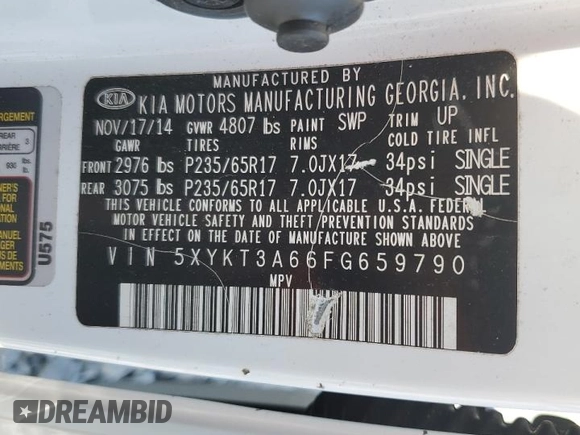 MANUFACTURED BY
KIA KIA MOTORS MANUFACTURING GEORGIA, INC.
NOV/17/14 GVWR 4807 lbs PAINT SWP TRIM UP
GAWR TIRES RIMS COLD TIRE INFL
FRONT 2976 lbs P235/65R17 7.0JX17 34psi SINGLE
REAR 3075 lbs P235/65R17 7.0JX17 34psi SINGLE
THIS VEHICLE CONFORMS TO ALL APPLICABLE U.S.A. FEDERAL
MOTOR VEHICLE SAFETY AND THEFT PREVENTION STANDARDS
IN EFFECT ON THE DATE OF MANUFACTURE SHOWN ABOVE
VIN 5XYKT3A66FG659790
MPV
REAR
3
U575
DREAMBID